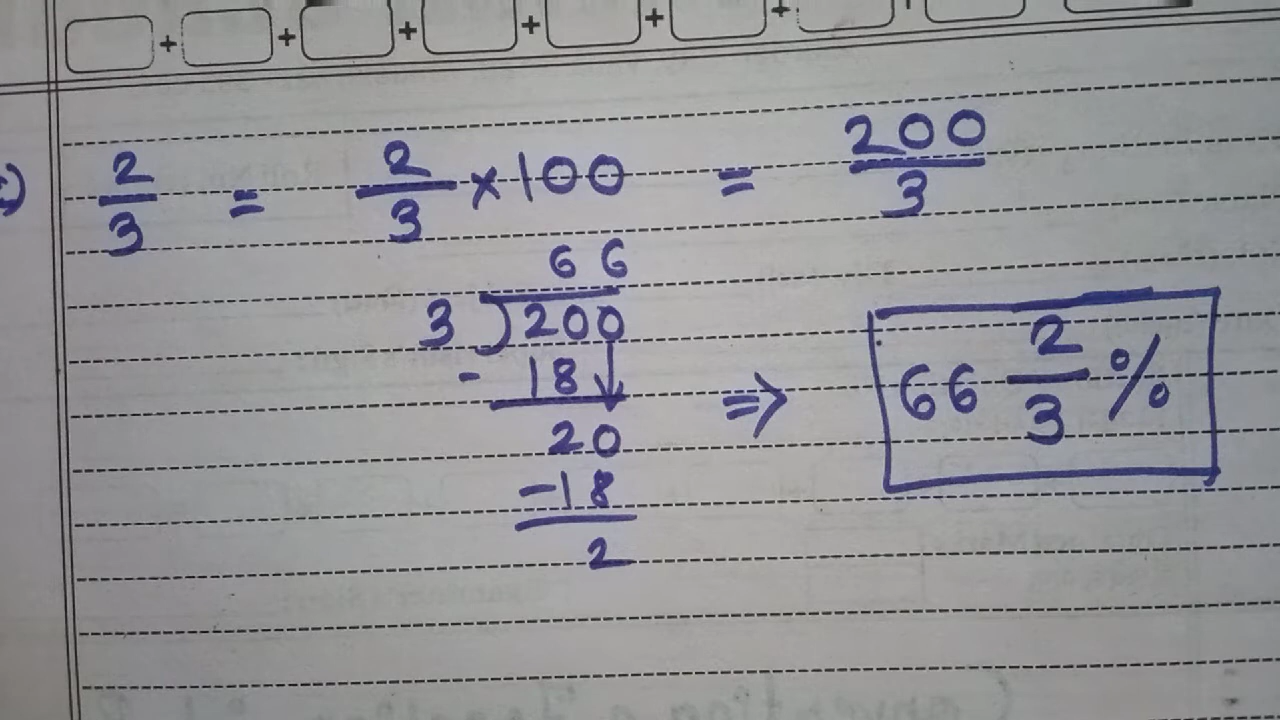 + + + + + +
2/3 = 2/3 × 100 = 200/3
66
3)200
- 18↓
20
-18
2
⇒ 66 2/3 %